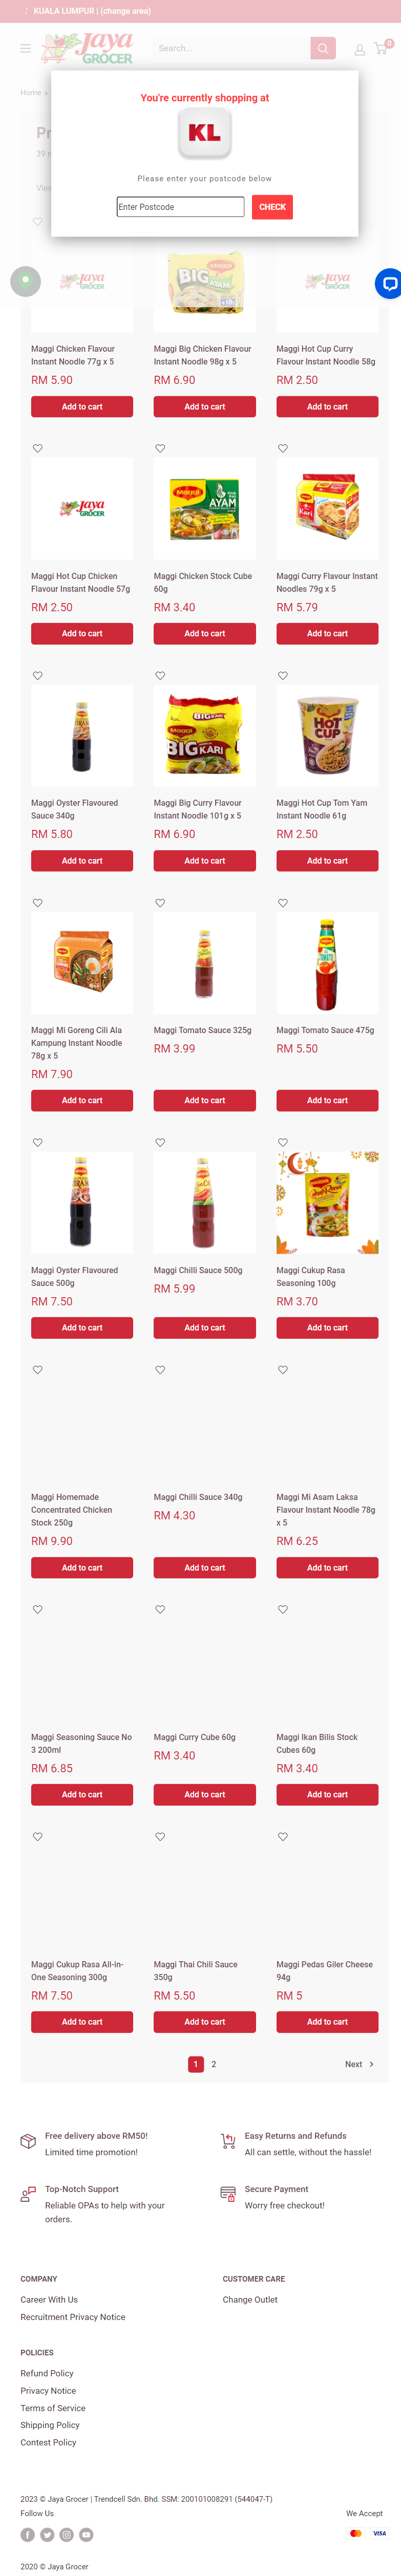 KUALA LUMPUR | (change area)
Jaya
GROCER
Search...
0
Home
You're currently shopping at
KL
Please enter your postcode below
Enter Postcode
CHECK
Maggi Chicken Flavour
Instant Noodle 77g x 5
RM 5.90
Add to cart
Maggi Big Chicken Flavour
Instant Noodle 98g x 5
RM 6.90
Add to cart
Maggi Hot Cup Curry
Flavour Instant Noodle 58g
RM 2.50
Add to cart
Jaya
GROCER
MAGGI
AYAM
Kari
Maggi Hot Cup Chicken
Flavour Instant Noodle 57g
RM 2.50
Add to cart
Maggi Chicken Stock Cube
60g
RM 3.40
Add to cart
Maggi Curry Flavour Instant
Noodles 79g x 5
RM 5.79
Add to cart
BIG KARI
HOT
CUP
Maggi Oyster Flavoured
Sauce 340g
RM 5.80
Add to cart
Maggi Big Curry Flavour
Instant Noodle 101g x 5
RM 6.90
Add to cart
Maggi Hot Cup Tom Yam
Instant Noodle 61g
RM 2.50
Add to cart
Maggi Mi Goreng Cili Ala
Kampung Instant Noodle
78g x 5
RM 7.90
Add to cart
Maggi Tomato Sauce 325g
RM 3.99
Add to cart
Maggi Tomato Sauce 475g
RM 5.50
Add to cart
Maggi Oyster Flavoured
Sauce 500g
RM 7.50
Add to cart
Maggi Chilli Sauce 500g
RM 5.99
Add to cart
Maggi Cukup Rasa
Seasoning 100g
RM 3.70
Add to cart
Maggi Homemade
Concentrated Chicken
Stock 250g
RM 9.90
Add to cart
Maggi Chilli Sauce 340g
RM 4.30
Add to cart
Maggi Mi Asam Laksa
Flavour Instant Noodle 78g
x 5
RM 6.25
Add to cart
Maggi Seasoning Sauce No
3 200ml
RM 6.85
Add to cart
Maggi Curry Cube 60g
RM 3.40
Add to cart
Maggi Ikan Bilis Stock
Cubes 60g
RM 3.40
Add to cart
Maggi Cukup Rasa All-in-
One Seasoning 300g
RM 7.50
Add to cart
Maggi Thai Chili Sauce
350g
RM 5.50
Add to cart
Maggi Pedas Giler Cheese
94g
RM 5
Add to cart
1 2 Next
Free delivery above RM50!
Limited time promotion!
Easy Returns and Refunds
All can settle, without the hassle!
Top-Notch Support
Reliable OPAs to help with your
orders.
Secure Payment
Worry free checkout!
COMPANY
Career With Us
Recruitment Privacy Notice
CUSTOMER CARE
Change Outlet
POLICIES
Refund Policy
Privacy Notice
Terms of Service
Shipping Policy
Contest Policy
2023 © Jaya Grocer | Trendcell Sdn. Bhd. SSM: 200101008291 (544047-T)
Follow Us
We Accept
VISA
2020 © Jaya Grocer